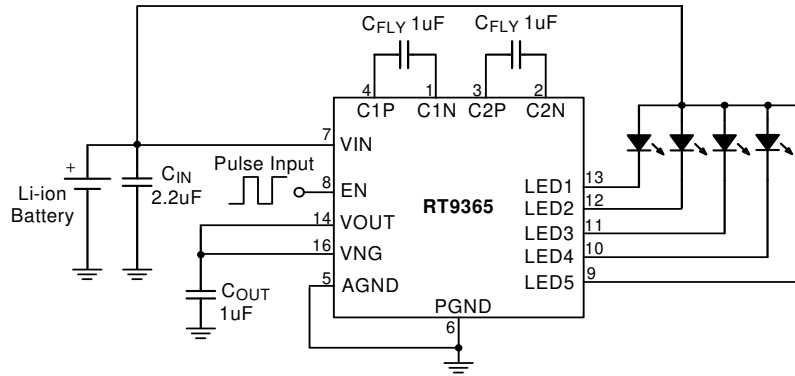 CFLY 1uF
CFLY 1uF
4
1
3
2
C1P
C1N
C2P
C2N
7
VIN
+
Li-ion
Battery
CIN
2.2uF
Pulse Input
8
EN
14
VOUT
16
VNG
5
AGND
COUT
1uF
RT9365
LED1
13
LED2
12
LED3
11
LED4
10
LED5
9
PGND
6